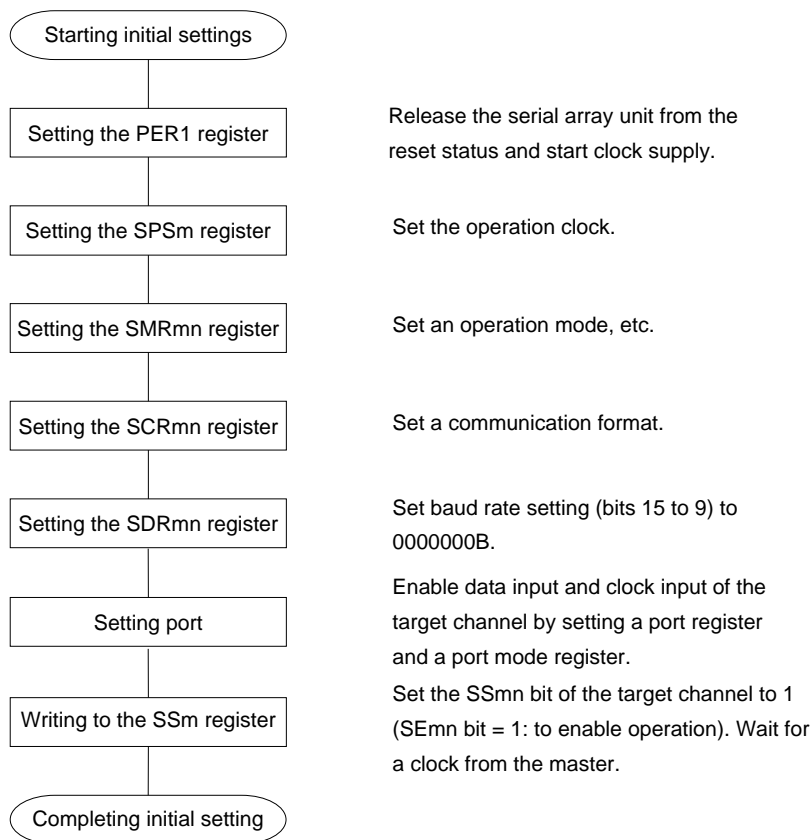 Starting initial settings
Setting the PER1 register
Release the serial array unit from the
reset status and start clock supply.
Setting the SPSm register
Set the operation clock.
Setting the SMRmn register
Set an operation mode, etc.
Setting the SCRmn register
Set a communication format.
Setting the SDRmn register
Set baud rate setting (bits 15 to 9) to
0000000B.
Setting port
Enable data input and clock input of the
target channel by setting a port register
and a port mode register.
Writing to the SSm register
Set the SSmn bit of the target channel to 1
(SEmn bit = 1: to enable operation). Wait for
a clock from the master.
Completing initial setting